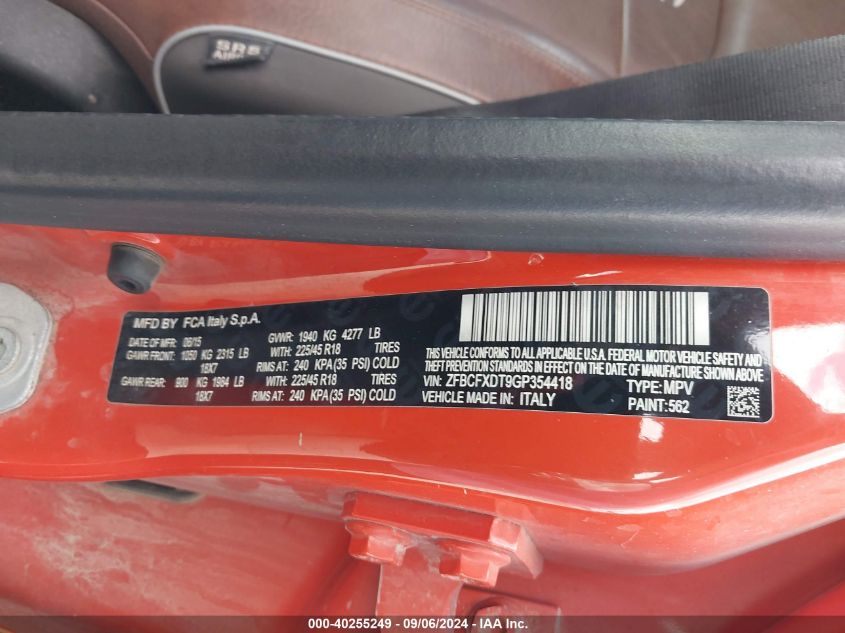 SRS
MFD BY FCA Italy S.p.A.
DATE OF MFR 06/15 GVWR: 1940 KG 4277 LB
GAWR FRONT: 1050 KG 2315 LB WITH: 225/45 R18 TIRES
18X7 RIMS AT: 240 KPA(35 PSI) COLD
GAWR REAR: 900 KG 1984 LB WITH: 225/45 R18 TIRES
18X7 RIMS AT: 240 KPA(35 PSI) COLD
THIS VEHICLE CONFORMS TO ALL APPLICABLE U.S.A. FEDERAL MOTOR VEHICLE SAFETY,
BUMPER AND THEFT PREVENTION STANDARDS IN EFFECT ON THE DATE OF MANUFACTURE SHOWN ABOVE
VIN: ZFBCFXDT9GP354418 TYPE: MPV
VEHICLE MADE IN: ITALY PAINT: 562
000-40255249 - 09/06/2024 - IAA Inc.